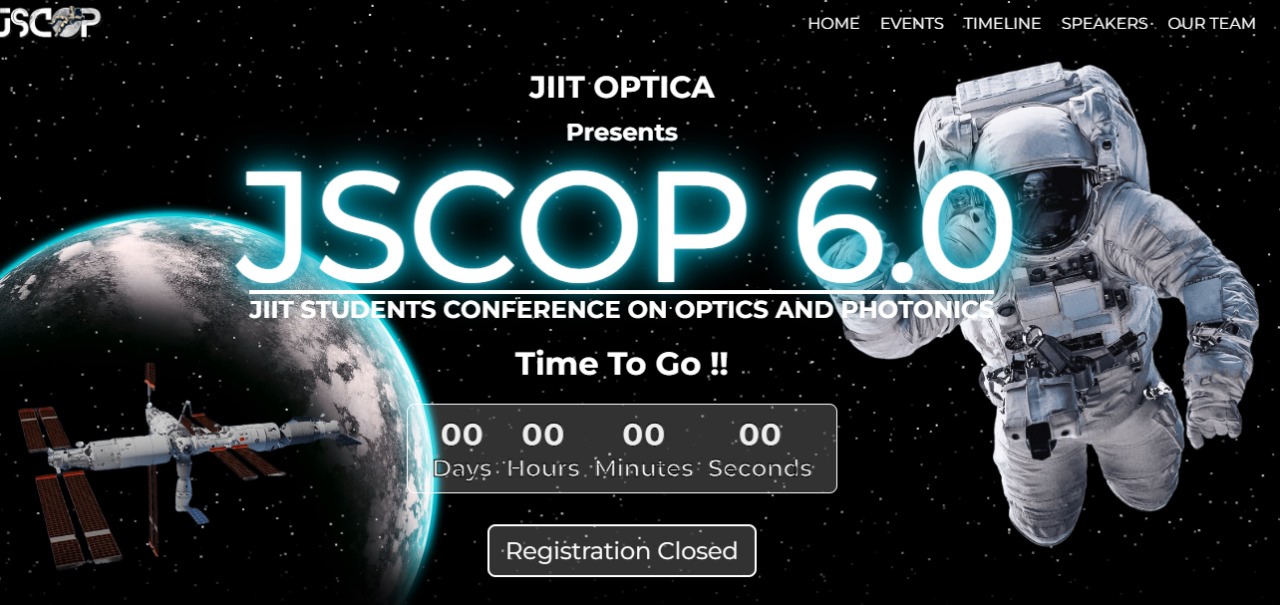 JSCOP
HOME EVENTS TIMELINE SPEAKERS OUR TEAM
JIIT OPTICA
Presents
JSCOP 6.0
JIIT STUDENTS CONFERENCE ON OPTICS AND PHOTONICS
Time To Go !!
00 00 00 00
Days Hours Minutes Seconds
Registration Closed